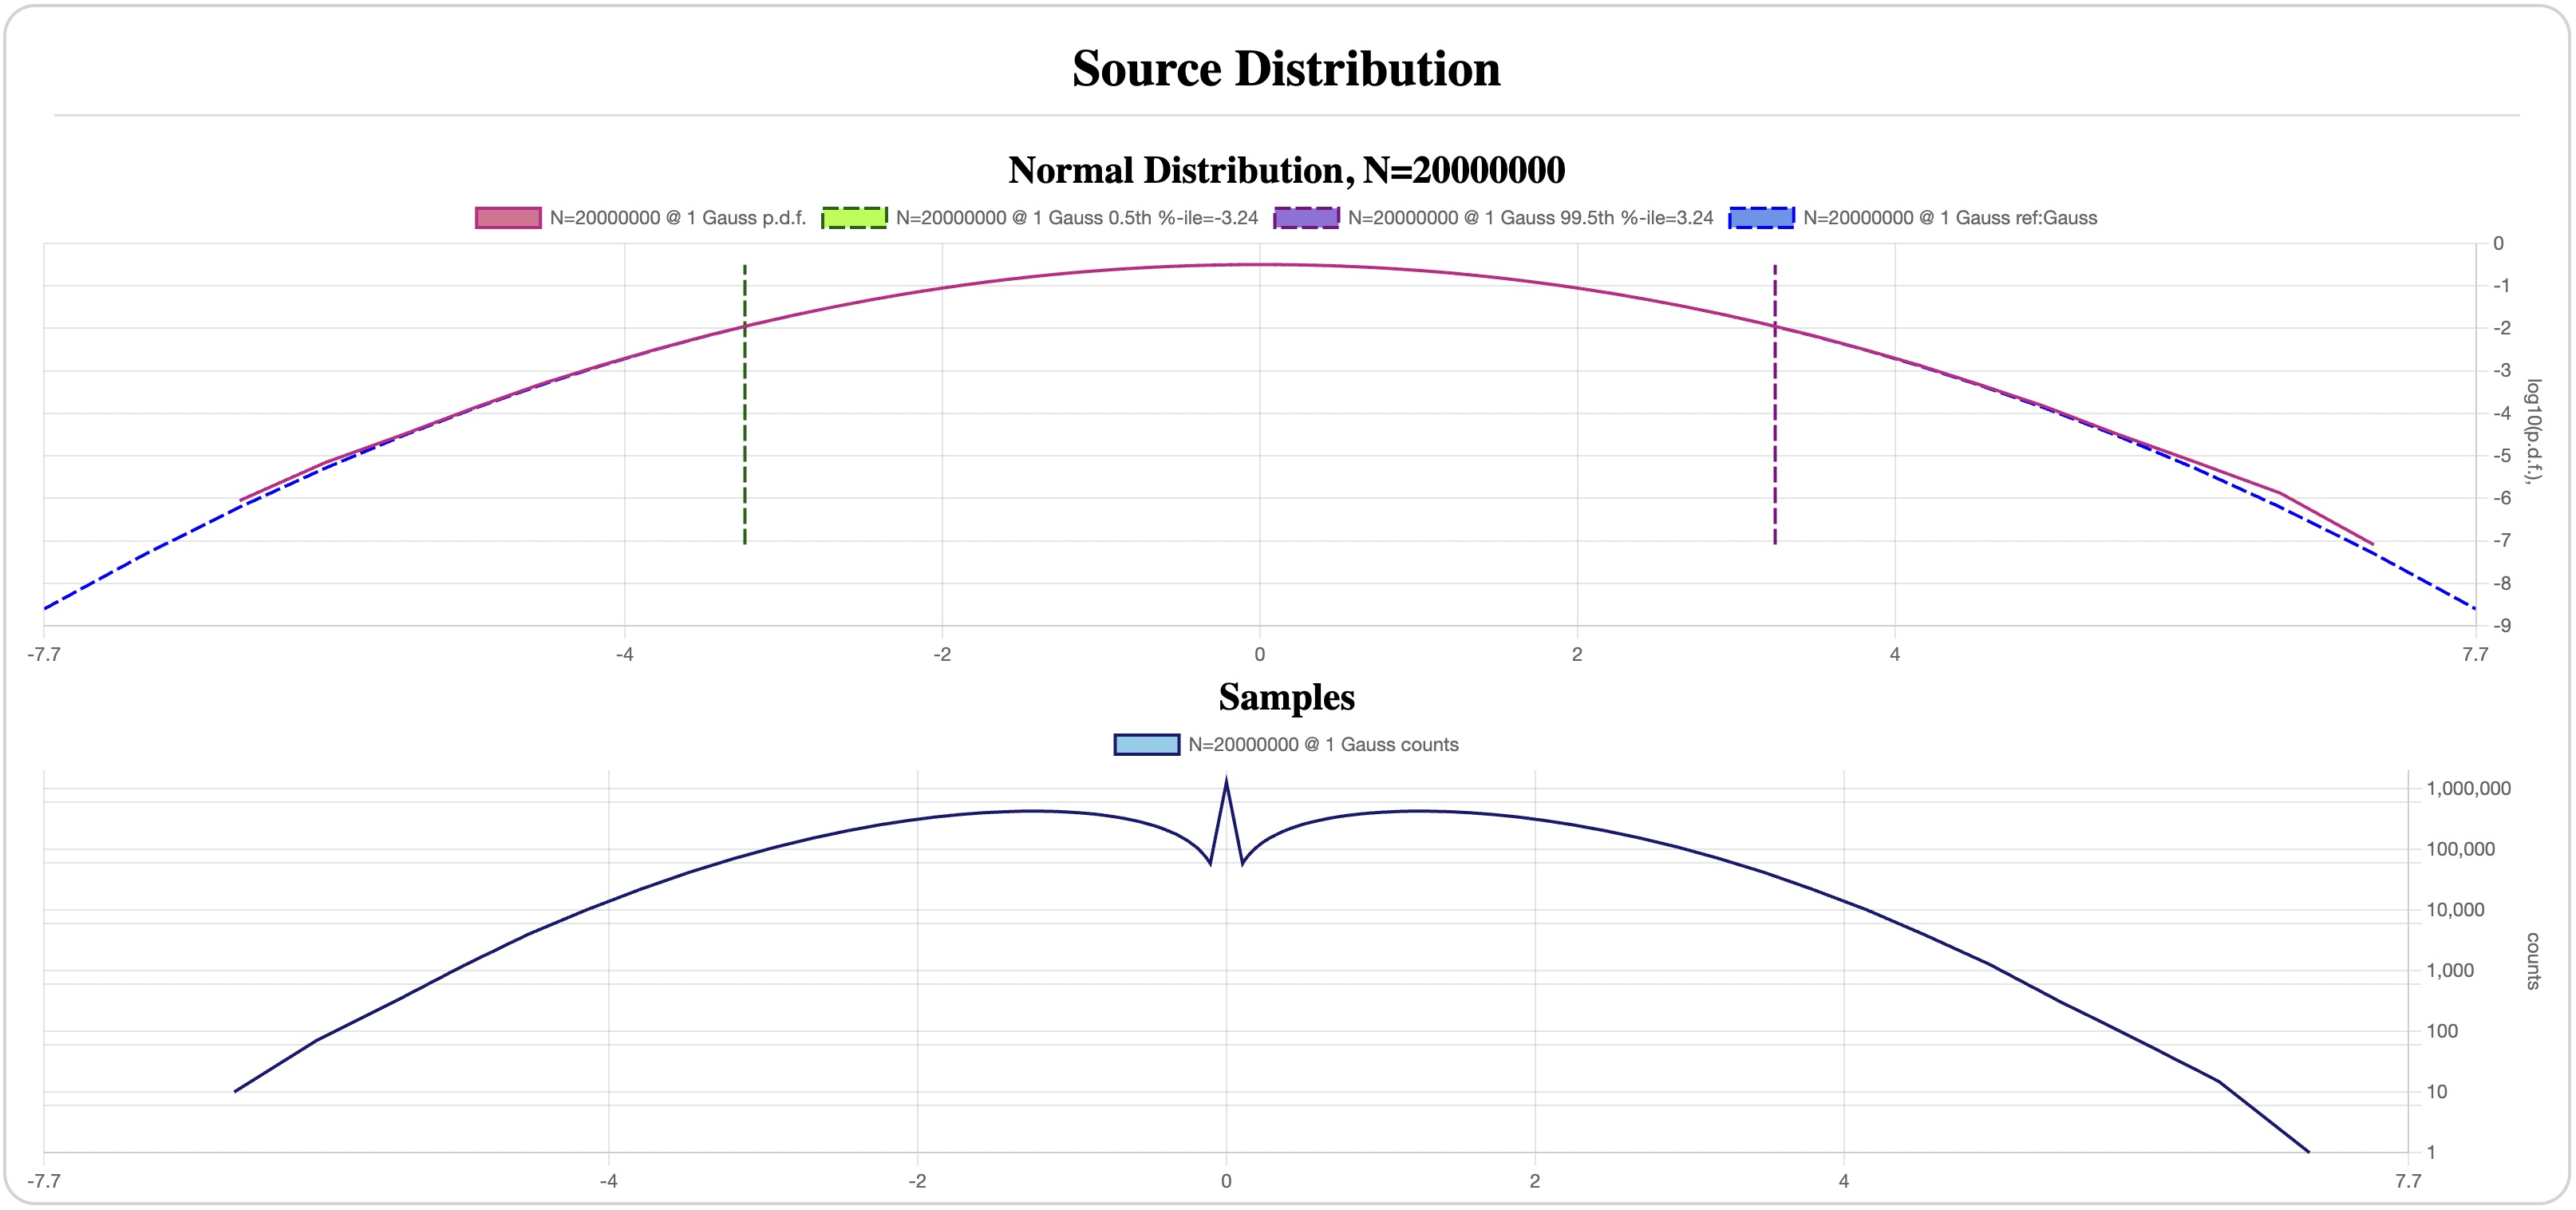 Source Distribution
Normal Distribution, N=20000000
N=20000000 @ 1 Gauss p.d.f. N=20000000 @ 1 Gauss 0.5th %-ile=-3.24 N=20000000 @ 1 Gauss 99.5th %-ile=3.24 N=20000000 @ 1 Gauss ref:Gauss
0
-1
-2
-3
-4
-5
-6
-7
-8
-9
log10(p.d.f.),
-7.7 -4 -2 0 2 4 7.7
Samples
N=20000000 @ 1 Gauss counts
1,000,000
100,000
10,000
1,000
100
10
1
counts
-7.7 -4 -2 0 2 4 7.7